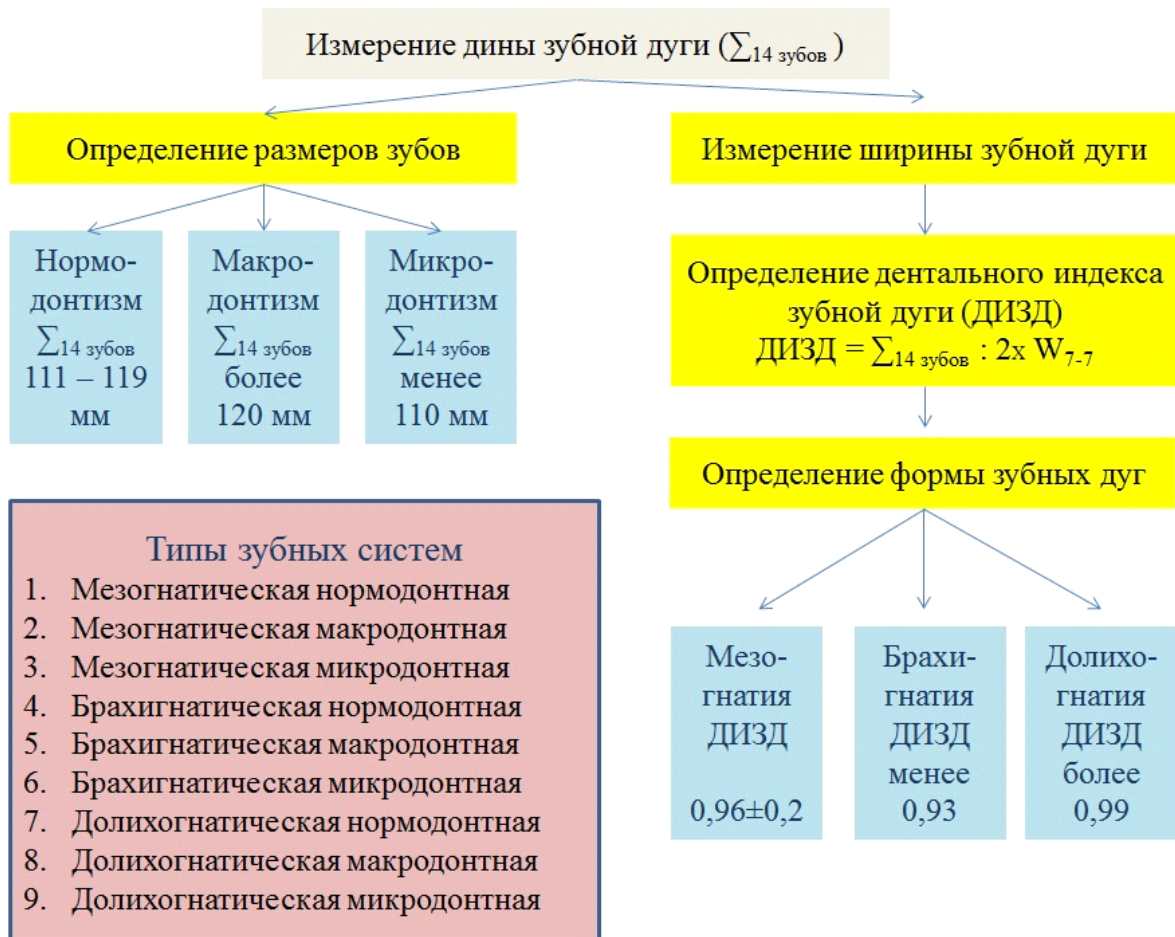 Измерение дины зубной дуги (∑14 зубов )
Определение размеров зубов
Измерение ширины зубной дуги
Нормо-
донтизм
∑14 зубов
111 – 119
мм
Макро-
донтизм
∑14 зубов
более
120 мм
Микро-
донтизм
∑14 зубов
менее
110 мм
Определение дентального индекса
зубной дуги (ДИЗД)
ДИЗД = ∑14 зубов : 2x W7-7
Определение формы зубных дуг
Мезо-
гнатия
ДИЗД
0,96±0,2
Брахи-
гнатия
ДИЗД
менее
0,93
Долихо-
гнатия
ДИЗД
более
0,99
Типы зубных систем
1. Мезогнатическая нормодонтная
2. Мезогнатическая макродонтная
3. Мезогнатическая микродонтная
4. Брахигнатическая нормодонтная
5. Брахигнатическая макродонтная
6. Брахигнатическая микродонтная
7. Долихогнатическая нормодонтная
8. Долихогнатическая макродонтная
9. Долихогнатическая микродонтная